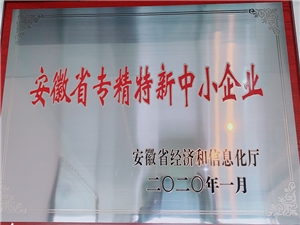 安徽省专精特新中小企业
安徽省经济和信息化厅
二〇二〇年一月